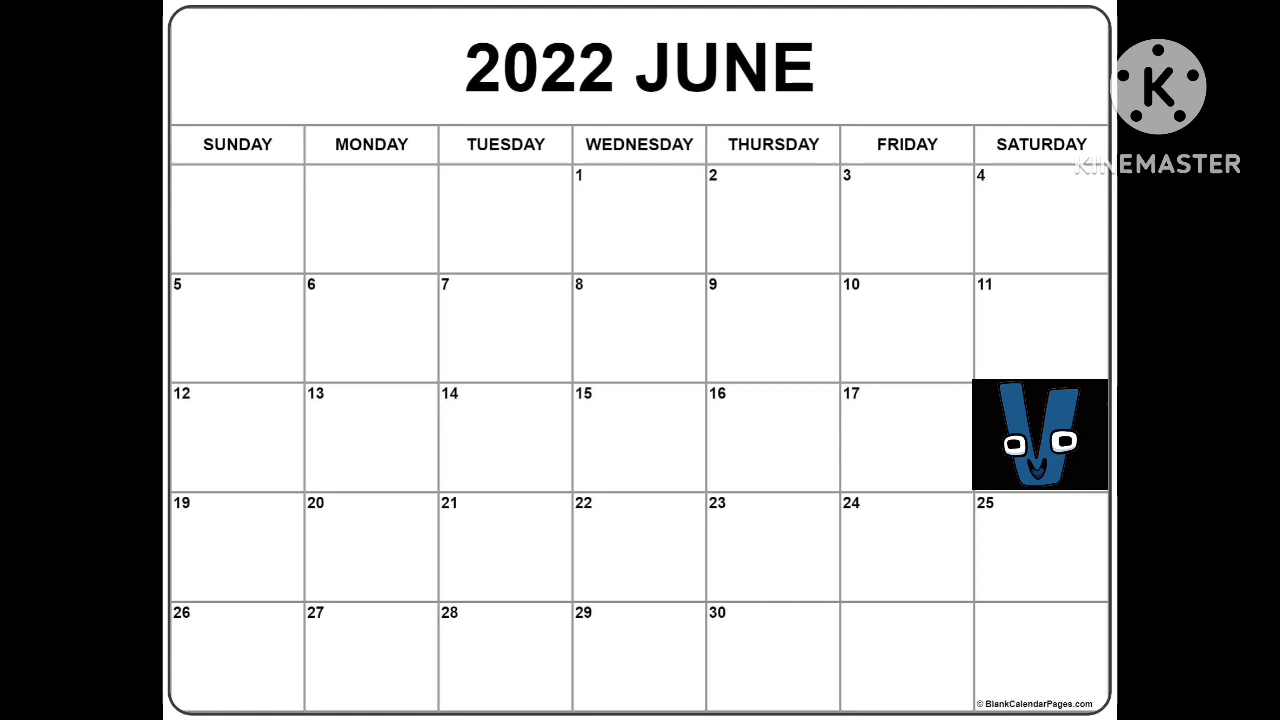 2022 JUNE
K
KINEMASTER
SUNDAY MONDAY TUESDAY WEDNESDAY THURSDAY FRIDAY SATURDAY
1 2 3 4
5 6 7 8 9 10 11
12 13 14 15 16 17
V
19 20 21 22 23 24 25
26 27 28 29 30
© BlankCalendarPages.com